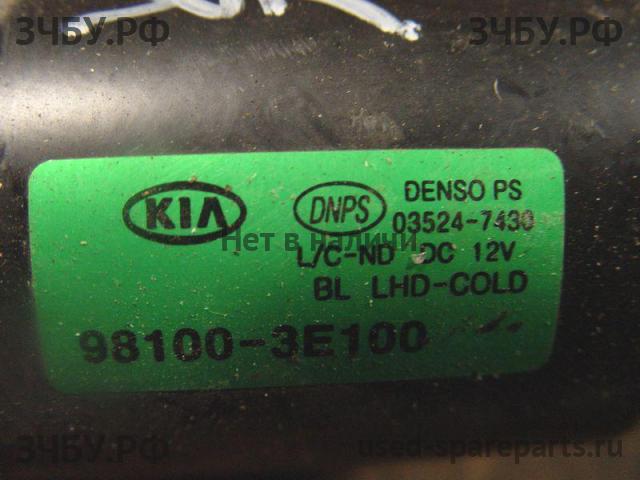 ЗЧБУ.РФ ЗЧБУ.РФ
KIA DNPS DENSO PS
03524-7430
Нет в наличии
L/C-ND DC 12V
BL LHD-COLD
98100-3E100
ЗЧБУ.РФ used-spareparts.ru